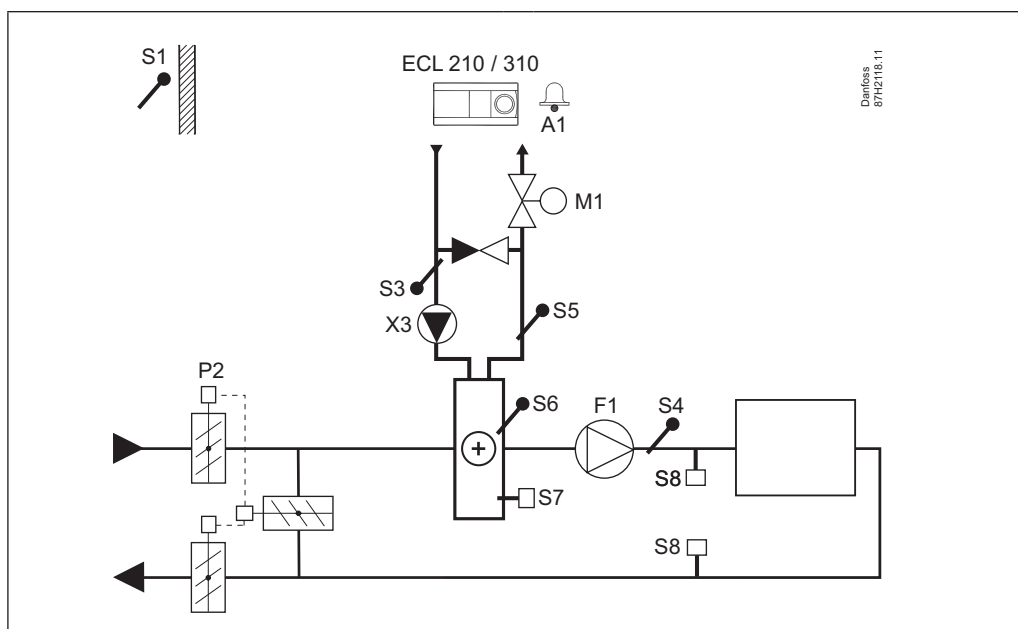 S1
ECL 210 / 310
A1
Danfoss
87H2118.11
M1
S3
S5
X3
P2
S6
F1
S4
S8
S7
S8